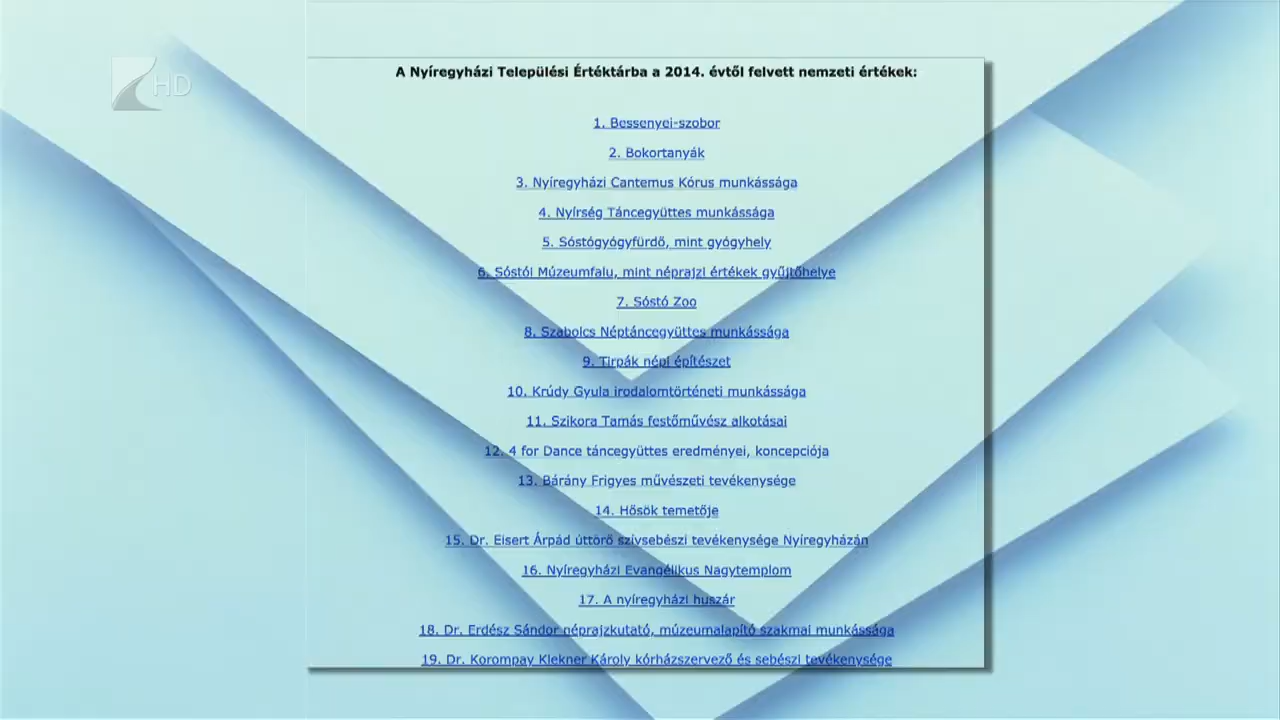 HD
A Nyíregyházi Települési Értéktárba a 2014. évtől felvett nemzeti értékek:
1. Bessenyei-szobor
2. Bokortanyák
3. Nyíregyházi Cantemus Kórus munkássága
4. Nyírség Táncegyüttes munkássága
5. Sóstógyógyfürdő, mint gyógyhely
6. Sóstói Múzeumfalu, mint néprajzi értékek gyűjtőhelye
7. Sóstó Zoo
8. Szabolcs Néptáncegyüttes munkássága
9. Tirpák népi építészet
10. Krúdy Gyula irodalomtörténeti munkássága
11. Szikora Tamás festőművész alkotásai
12. 4 for Dance táncegyüttes eredményei, koncepciója
13. Bárány Frigyes művészeti tevékenysége
14. Hősök temetője
15. Dr. Eisert Árpád úttörő szívsebészi tevékenysége Nyíregyházán
16. Nyíregyházi Evangélikus Nagytemplom
17. A nyíregyházi huszár
18. Dr. Erdész Sándor néprajzkutató, múzeumalapító szakmai munkássága
19. Dr. Korompay Klekner Károly kórházszervező és sebészi tevékenysége